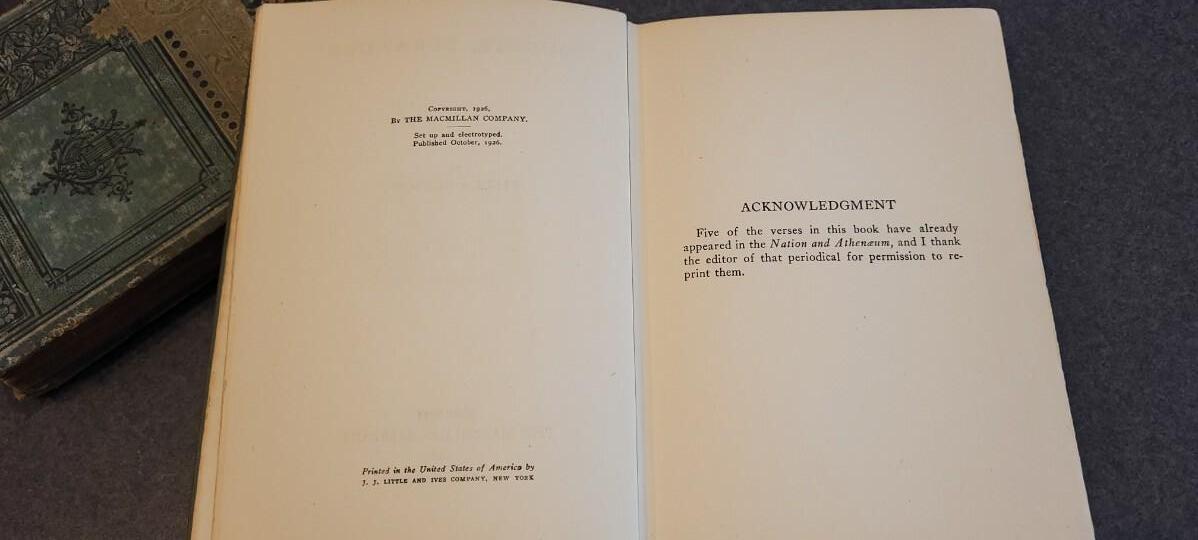 Copyright, 1926,
By THE MACMILLAN COMPANY.
Set up and electrotyped.
Published October, 1926.
Printed in the United States of America by
J. J. LITTLE AND IVES COMPANY, NEW YORK
ACKNOWLEDGMENT
Five of the verses in this book have already
appeared in the Nation and Athenæum, and I thank
the editor of that periodical for permission to re-
print them.